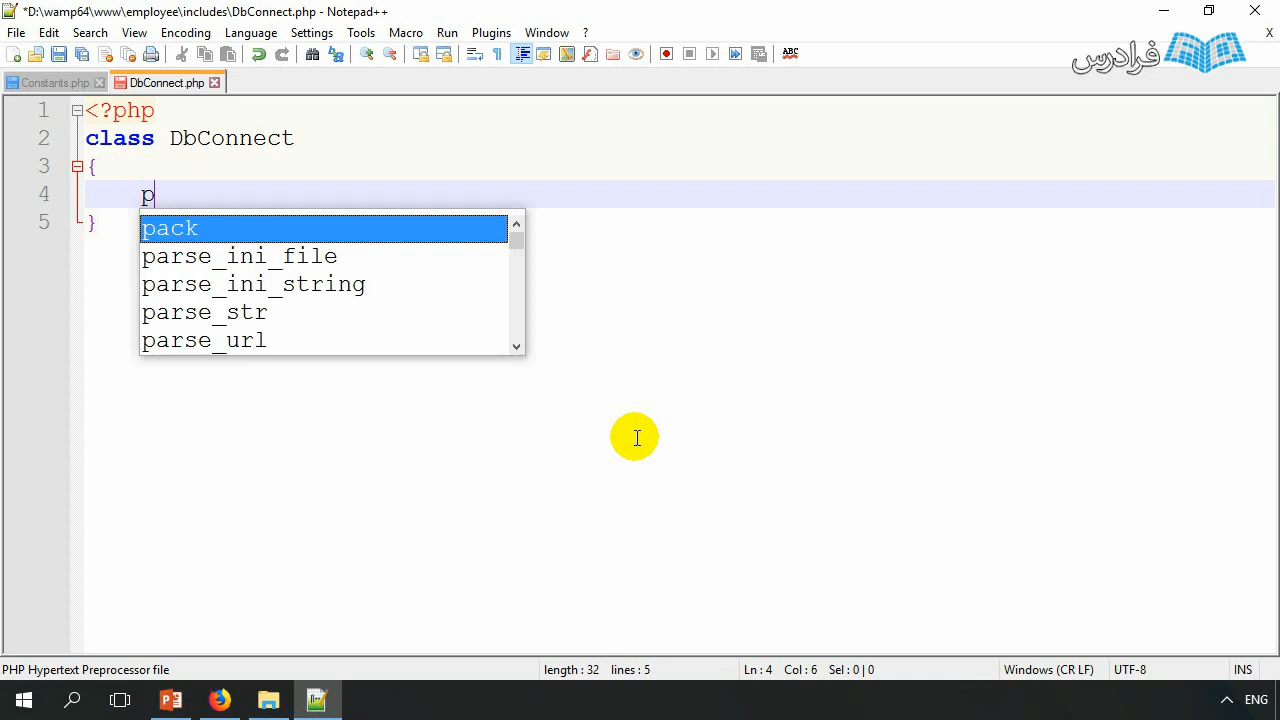 *D:\wamp64\www\employee\includes\DbConnect.php - Notepad++
File Edit Search View Encoding Language Settings Tools Macro Run Plugins Window ? X
فرادرس
Constants.php DbConnect.php
1 <?php
2 class DbConnect
3 {
4 p
5 }
pack
parse_ini_file
parse_ini_string
parse_str
parse_url
PHP Hypertext Preprocessor file length : 32 lines : 5 Ln : 4 Col : 6 Sel : 0 | 0 Windows (CR LF) UTF-8 INS
ENG